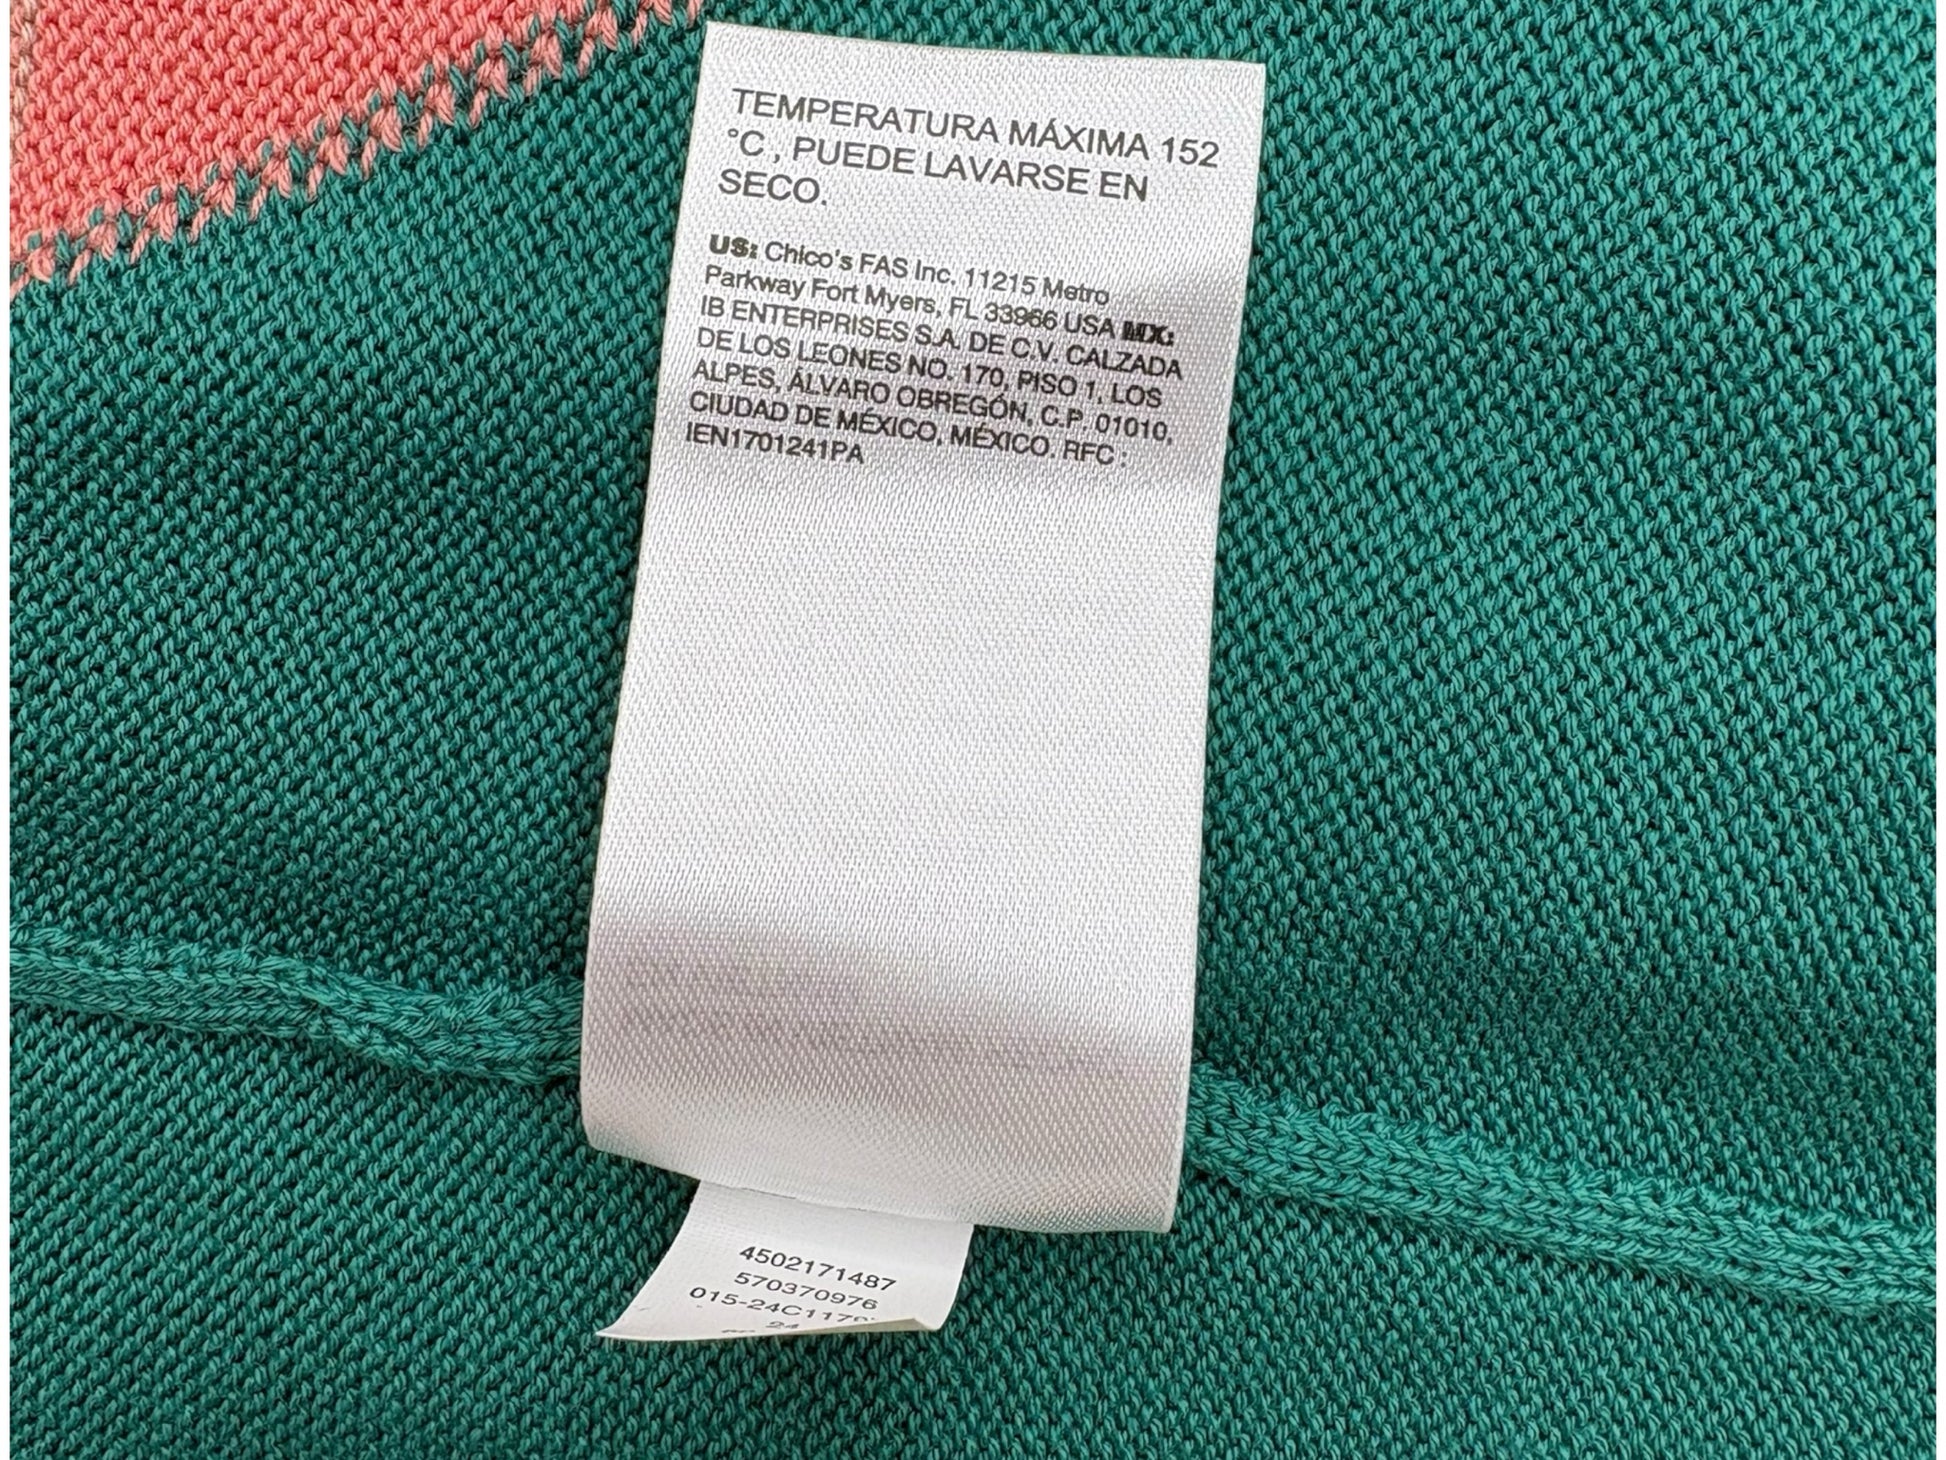 TEMPERATURA MÁXIMA 152
°C , PUEDE LAVARSE EN
SECO.
US: Chico's FAS Inc. 11215 Metro
Parkway Fort Myers, FL 33966 USA MX:
IB ENTERPRISES S.A. DE C.V. CALZADA
DE LOS LEONES NO. 170, PISO 1, LOS
ALPES, ÁLVARO OBREGÓN, C.P. 01010,
CIUDAD DE MÉXICO, MÉXICO. RFC :
IEN1701241PA
4502171487
570370976